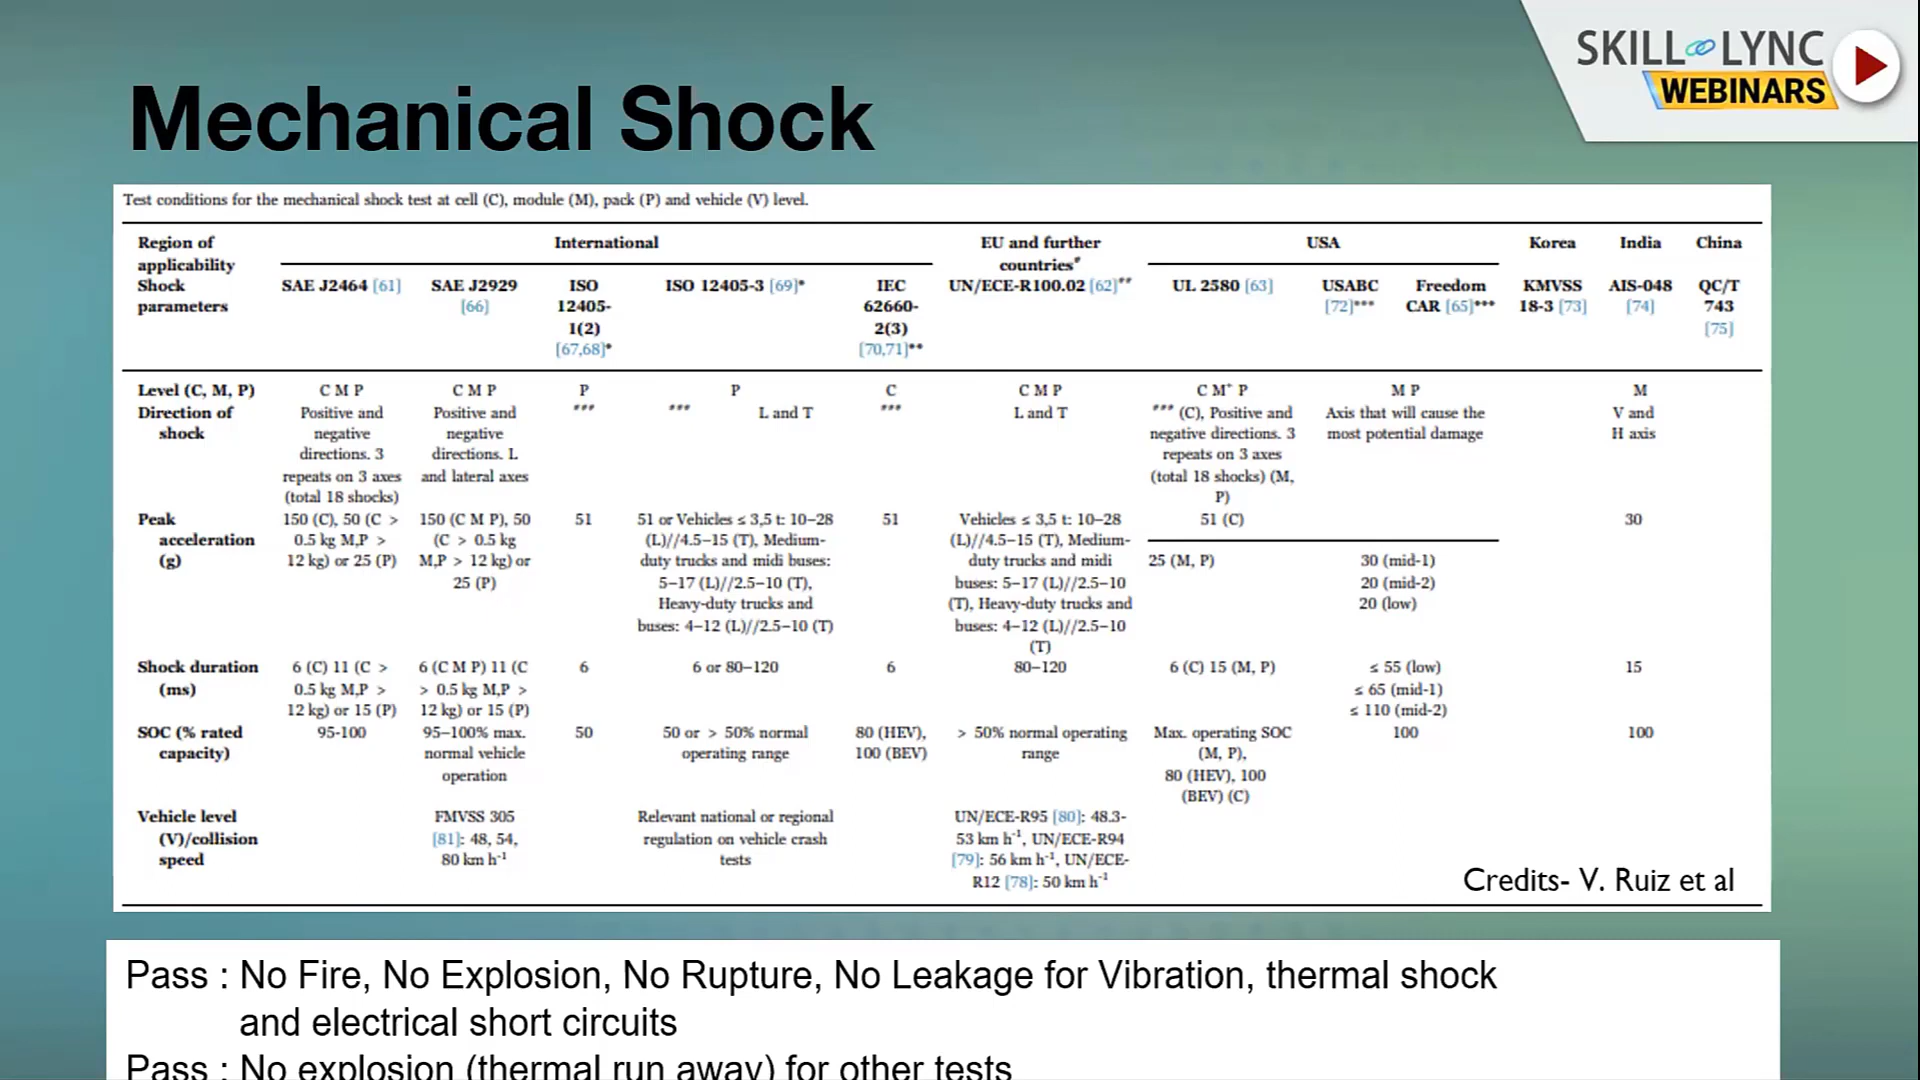 SKILL LYNC
WEBINARS
Mechanical Shock
Test conditions for the mechanical shock test at cell (C), module (M), pack (P) and vehicle (V) level.
Region of applicability
International
EU and further countries#
USA
Korea
India
China
Shock parameters
SAE J2464 [61]
SAE J2929 [66]
ISO 12405-1(2) [67,68]*
ISO 12405-3 [69]*
IEC 62660-2(3) [70,71]**
UN/ECE-R100.02 [62]##
UL 2580 [63]
USABC [72]***
Freedom CAR [65]***
KMVSS 18-3 [73]
AIS-048 [74]
QC/T 743 [75]
Level (C, M, P)
C M P
C M P
P
P
C
C M P
C M+ P
M P
M
Direction of shock
Positive and negative directions. 3 repeats on 3 axes (total 18 shocks)
Positive and negative directions. L and lateral axes
###
### L and T
###
L and T
### (C), Positive and negative directions. 3 repeats on 3 axes (total 18 shocks) (M, P)
Axis that will cause the most potential damage
V and H axis
Peak acceleration (g)
150 (C), 50 (C > 0.5 kg M,P > 12 kg) or 25 (P)
150 (C M P), 50 (C > 0.5 kg M,P > 12 kg) or 25 (P)
51
51 or Vehicles ≤ 3,5 t: 10–28 (L)//4.5–15 (T), Medium-duty trucks and midi buses: 5–17 (L)//2.5–10 (T), Heavy-duty trucks and buses: 4–12 (L)//2.5–10 (T)
51
Vehicles ≤ 3,5 t: 10–28 (L)//4.5–15 (T), Medium-duty trucks and midi buses: 5–17 (L)//2.5–10 (T), Heavy-duty trucks and buses: 4–12 (L)//2.5–10 (T)
51 (C)
25 (M, P)
30 (mid-1)
20 (mid-2)
20 (low)
30
Shock duration (ms)
6 (C) 11 (C > 0.5 kg M,P > 12 kg) or 15 (P)
6 (C M P) 11 (C > 0.5 kg M,P > 12 kg) or 15 (P)
6
6 or 80–120
6
80–120
6 (C) 15 (M, P)
≤ 55 (low)
≤ 65 (mid-1)
≤ 110 (mid-2)
15
SOC (% rated capacity)
95-100
95–100% max. normal vehicle operation
50
50 or > 50% normal operating range
80 (HEV), 100 (BEV)
> 50% normal operating range
Max. operating SOC (M, P), 80 (HEV), 100 (BEV) (C)
100
100
Vehicle level (V)/collision speed
FMVSS 305 [81]: 48, 54, 80 km h-1
Relevant national or regional regulation on vehicle crash tests
UN/ECE-R95 [80]: 48.3-53 km h-1, UN/ECE-R94 [79]: 56 km h-1, UN/ECE-R12 [78]: 50 km h-1
Credits- V. Ruiz et al
Pass : No Fire, No Explosion, No Rupture, No Leakage for Vibration, thermal shock
and electrical short circuits
Pass : No explosion (thermal run away) for other tests